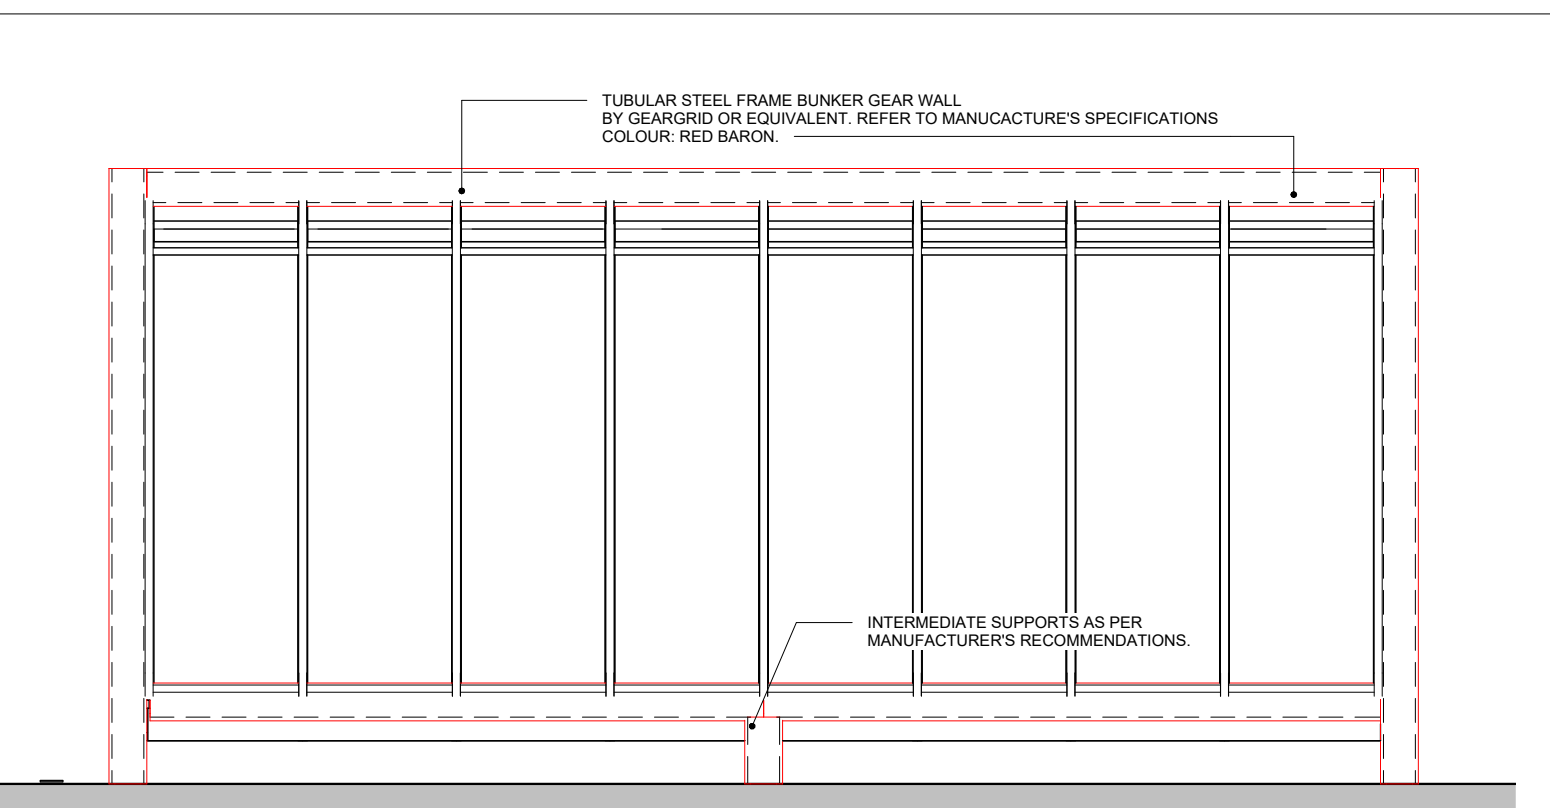 TUBULAR STEEL FRAME BUNKER GEAR WALL
BY GEARGRID OR EQUIVALENT. REFER TO MANUCACTURE'S SPECIFICATIONS
COLOUR: RED BARON.
INTERMEDIATE SUPPORTS AS PER
MANUFACTURER'S RECOMMENDATIONS.